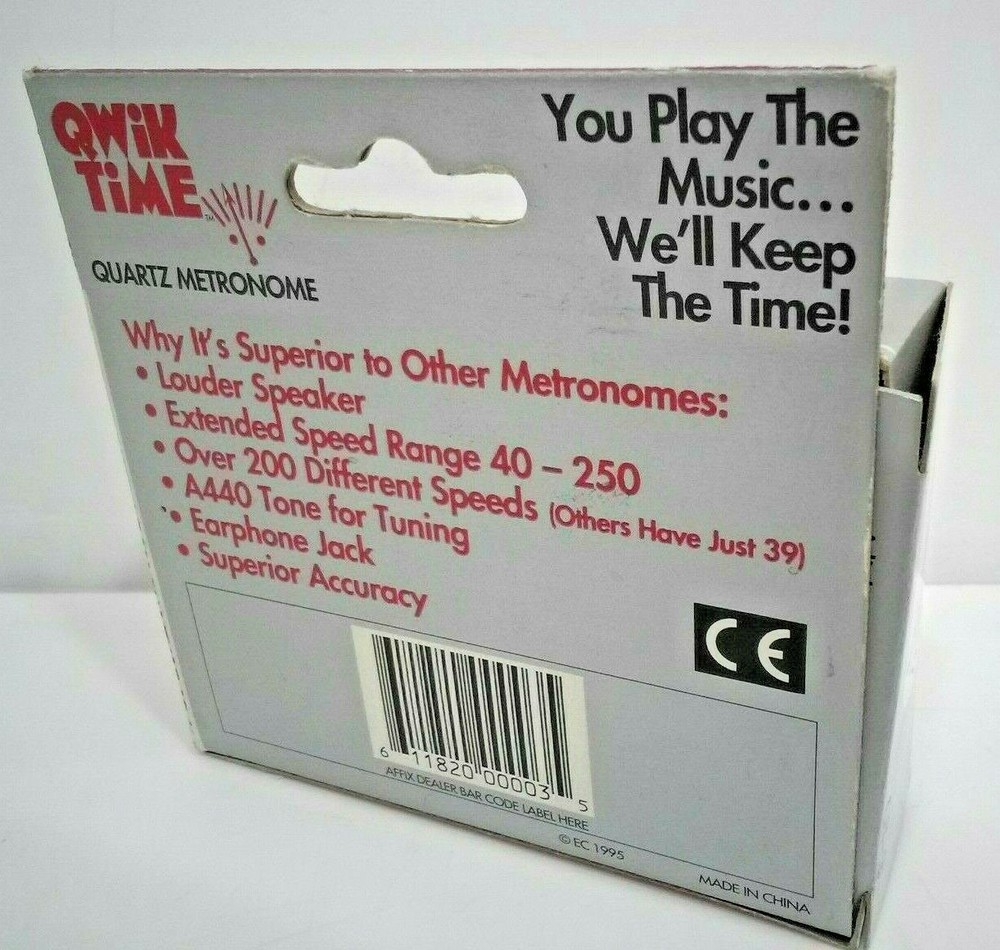 QWiK
TiME
TM
QUARTZ METRONOME
You Play The
Music...
We'll Keep
The Time!
Why It's Superior to Other Metronomes:
• Louder Speaker
• Extended Speed Range 40 – 250
• Over 200 Different Speeds (Others Have Just 39)
• A440 Tone for Tuning
• Earphone Jack
• Superior Accuracy
CE
6 11820 00003 5
AFFIX DEALER BAR CODE LABEL HERE
© EC 1995
MADE IN CHINA